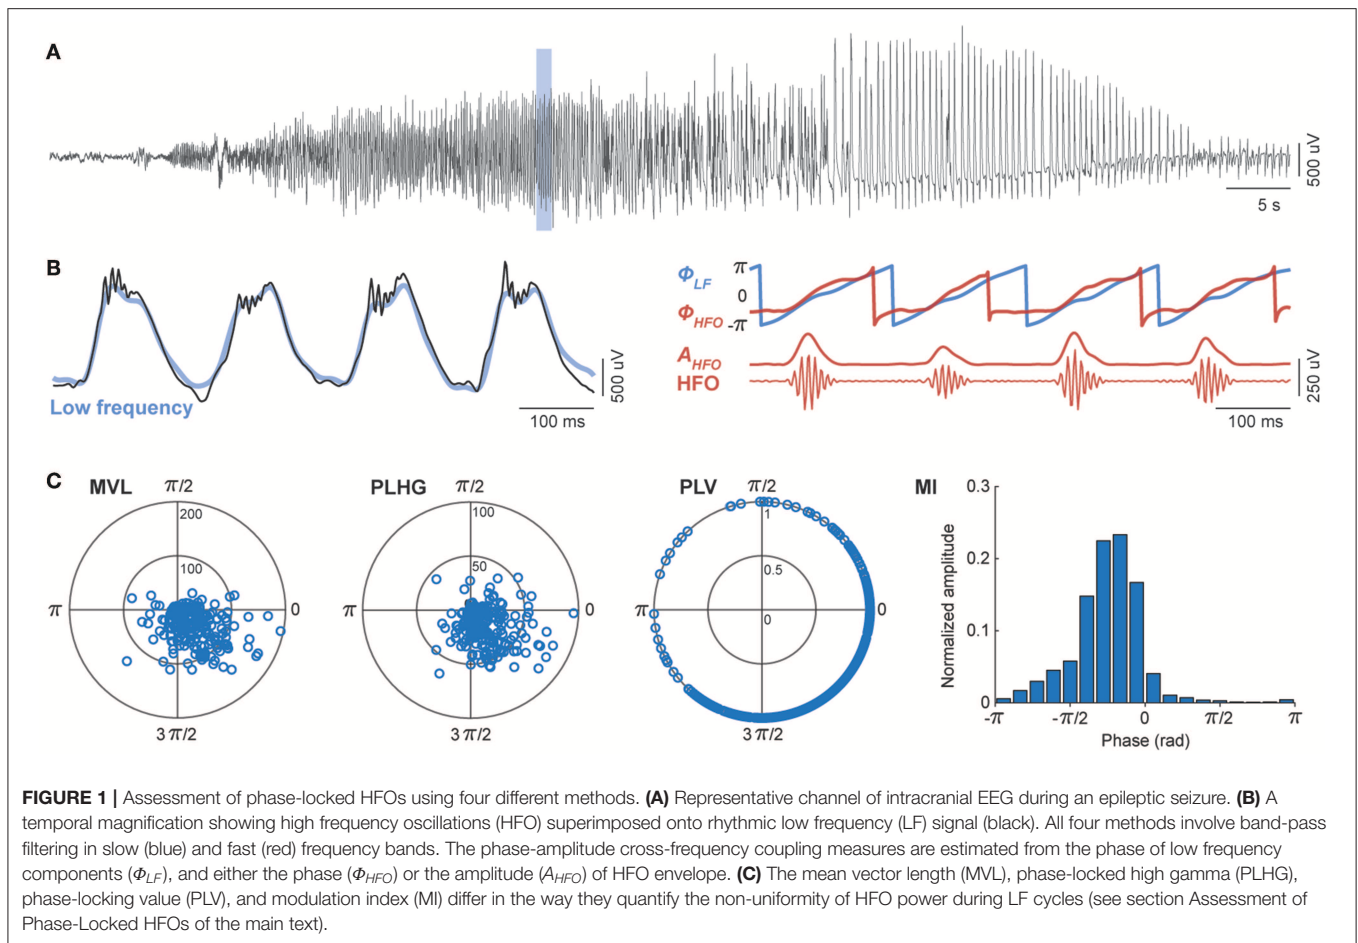 A
500 uV
5 s
B
Low frequency
500 uV
100 ms
Φ_LF
π
0
Φ_HFO
-π
A_HFO
HFO
250 uV
100 ms
C
MVL
π/2
200
100
π
0
3 π/2
PLHG
π/2
100
50
π
0
3 π/2
PLV
π/2
1
0.5
0
π
0
3 π/2
MI
0.3
0.2
0.1
0
Normalized amplitude
-π
-π/2
0
π/2
π
Phase (rad)
FIGURE 1 | Assessment of phase-locked HFOs using four different methods. (A) Representative channel of intracranial EEG during an epileptic seizure. (B) A
temporal magnification showing high frequency oscillations (HFO) superimposed onto rhythmic low frequency (LF) signal (black). All four methods involve band-pass
filtering in slow (blue) and fast (red) frequency bands. The phase-amplitude cross-frequency coupling measures are estimated from the phase of low frequency
components (Φ_LF), and either the phase (Φ_HFO) or the amplitude (A_HFO) of HFO envelope. (C) The mean vector length (MVL), phase-locked high gamma (PLHG),
phase-locking value (PLV), and modulation index (MI) differ in the way they quantify the non-uniformity of HFO power during LF cycles (see section Assessment of
Phase-Locked HFOs of the main text).